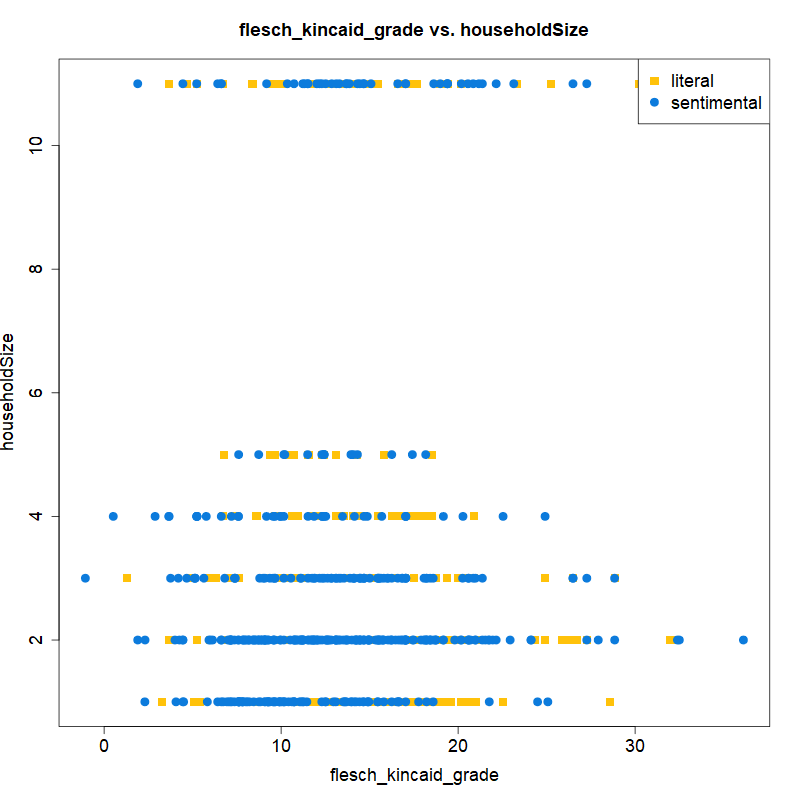 flesch_kincaid_grade vs. householdSize
literal
sentimental
householdSize
10
8
6
4
2
0
10
20
30
flesch_kincaid_grade